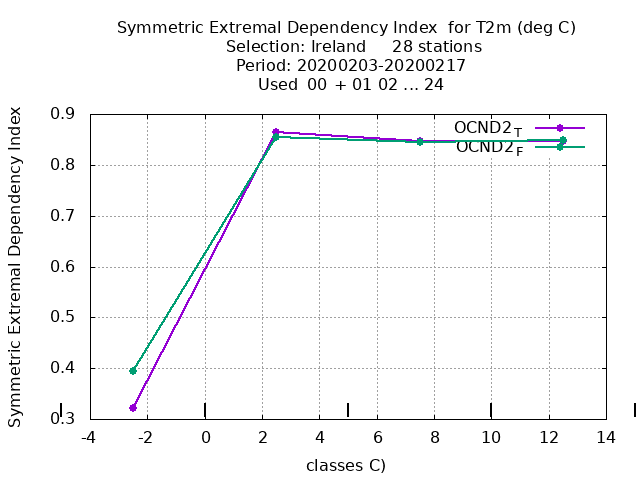 Symmetric Extremal Dependency Index  for T2m (deg C)
Selection: Ireland     28 stations
Period: 20200203-20200217
Used  00  + 01 02 ... 24
Symmetric Extremal Dependency Index
0.9
0.8
0.7
0.6
0.5
0.4
0.3
OCND2T
OCND2F
-4 -2 0 2 4 6 8 10 12 14
classes C)